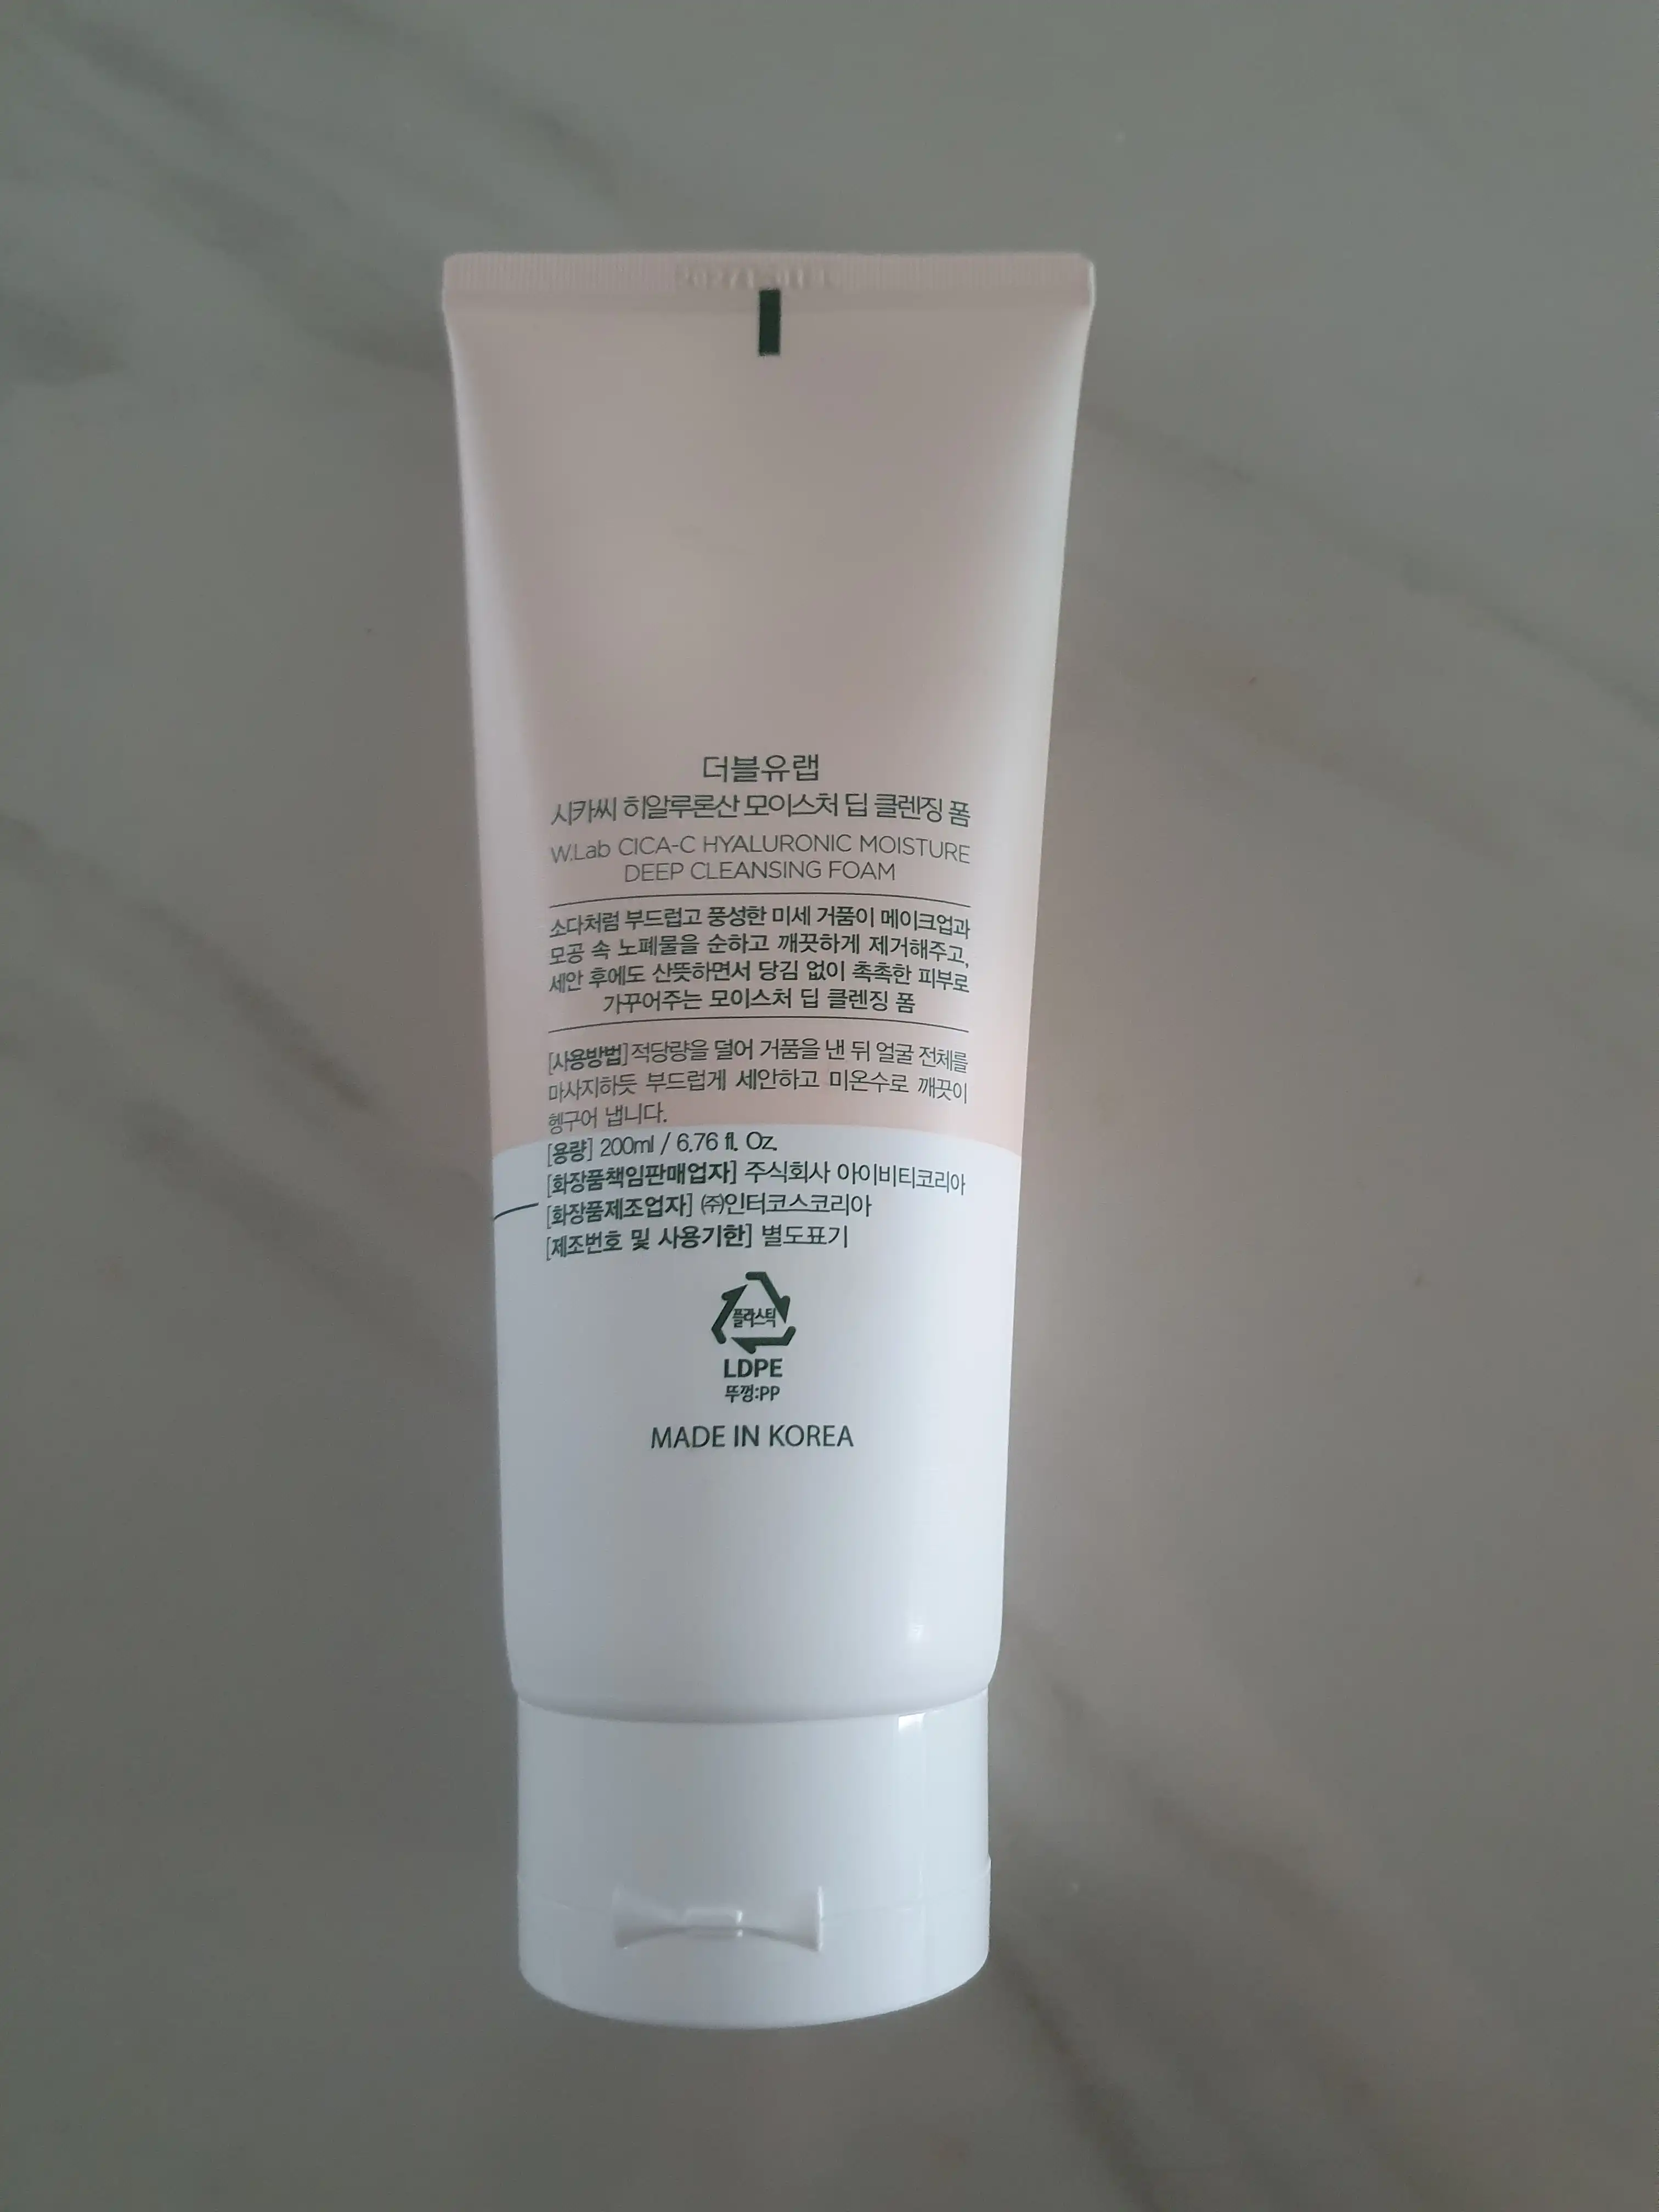 더블유랩
시카씨 히알루론산 모이스처 딥 클렌징 폼
W.Lab CICA-C HYALURONIC MOISTURE
DEEP CLEANSING FOAM
소다처럼 부드럽고 풍성한 미세 거품이 메이크업과
모공 속 노폐물을 순하고 깨끗하게 제거해주고,
세안 후에도 산뜻하면서 당김 없이 촉촉한 피부로
가꾸어주는 모이스처 딥 클렌징 폼
[사용방법] 적당량을 덜어 거품을 낸 뒤 얼굴 전체를
마사지하듯 부드럽게 세안하고 미온수로 깨끗이
헹구어 냅니다.
[용량] 200ml / 6.76 fl. Oz.
[화장품책임판매업자] 주식회사 아이비티코리아
[화장품제조업자] ㈜인터코스코리아
[제조번호 및 사용기한] 별도표기
플라스틱
LDPE
뚜껑:PP
MADE IN KOREA